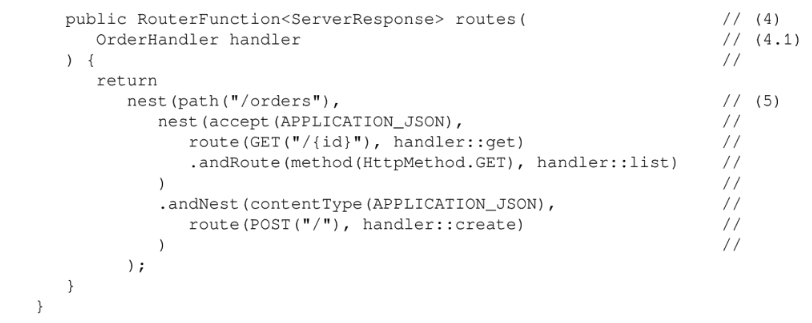 public RouterFunction<ServerResponse> routes( // (4)
OrderHandler handler // (4.1)
) { //
return
nest(path("/orders"), // (5)
nest(accept(APPLICATION_JSON), //
route(GET("/{id}"), handler::get) //
.andRoute(method(HttpMethod.GET), handler::list) //
) //
.andNest(contentType(APPLICATION_JSON), //
route(POST("/"), handler::create) //
) //
);
}
}